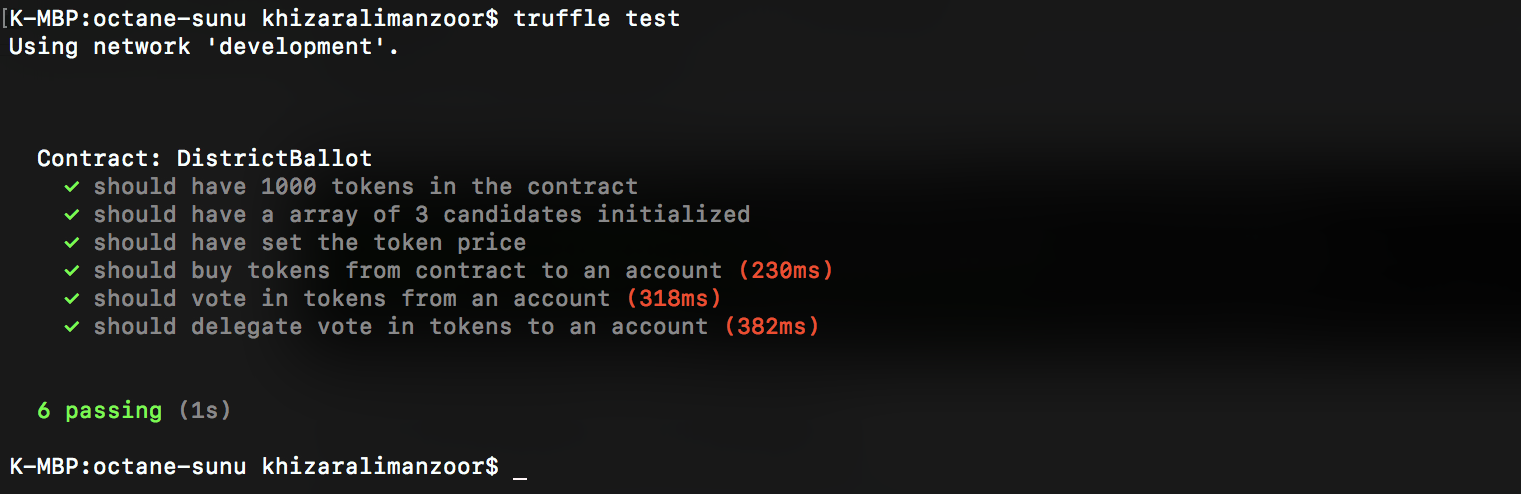 [K-MBP:octane-sunu khizaralimanzoor$ truffle test
Using network 'development'.
Contract: DistrictBallot
✓ should have 1000 tokens in the contract
✓ should have a array of 3 candidates initialized
✓ should have set the token price
✓ should buy tokens from contract to an account (230ms)
✓ should vote in tokens from an account (318ms)
✓ should delegate vote in tokens to an account (382ms)
6 passing (1s)
K-MBP:octane-sunu khizaralimanzoor$ _